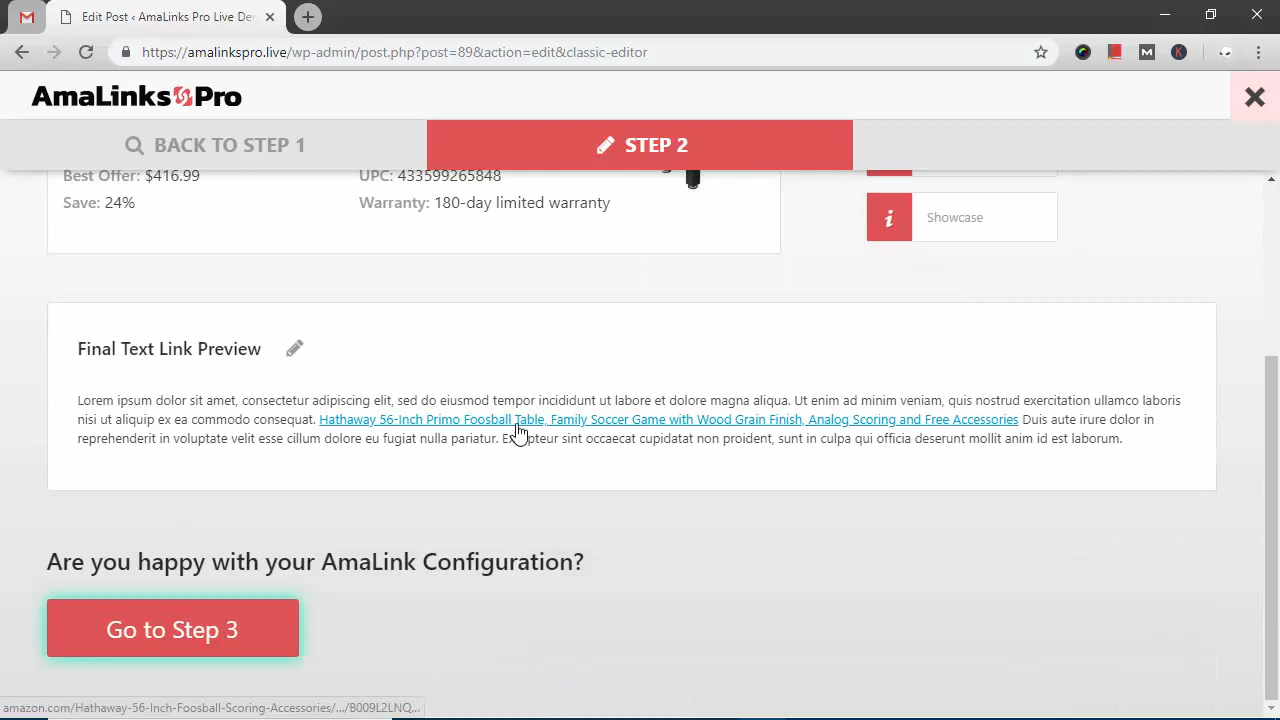 Edit Post ‹ AmaLinks Pro Live De
https://amalinkspro.live/wp-admin/post.php?post=89&action=edit&classic-editor
AmaLinks Pro
BACK TO STEP 1
STEP 2
Best Offer: $416.99
UPC: 433599265848
Save: 24%
Warranty: 180-day limited warranty
Showcase
Final Text Link Preview
Lorem ipsum dolor sit amet, consectetur adipiscing elit, sed do eiusmod tempor incididunt ut labore et dolore magna aliqua. Ut enim ad minim veniam, quis nostrud exercitation ullamco laboris
nisi ut aliquip ex ea commodo consequat. Hathaway 56-Inch Primo Foosball Table, Family Soccer Game with Wood Grain Finish, Analog Scoring and Free Accessories Duis aute irure dolor in
reprehenderit in voluptate velit esse cillum dolore eu fugiat nulla pariatur. Excepteur sint occaecat cupidatat non proident, sunt in culpa qui officia deserunt mollit anim id est laborum.
Are you happy with your AmaLink Configuration?
Go to Step 3
amazon.com/Hathaway-56-Inch-Foosball-Scoring-Accessories/.../B009L2LNQ...